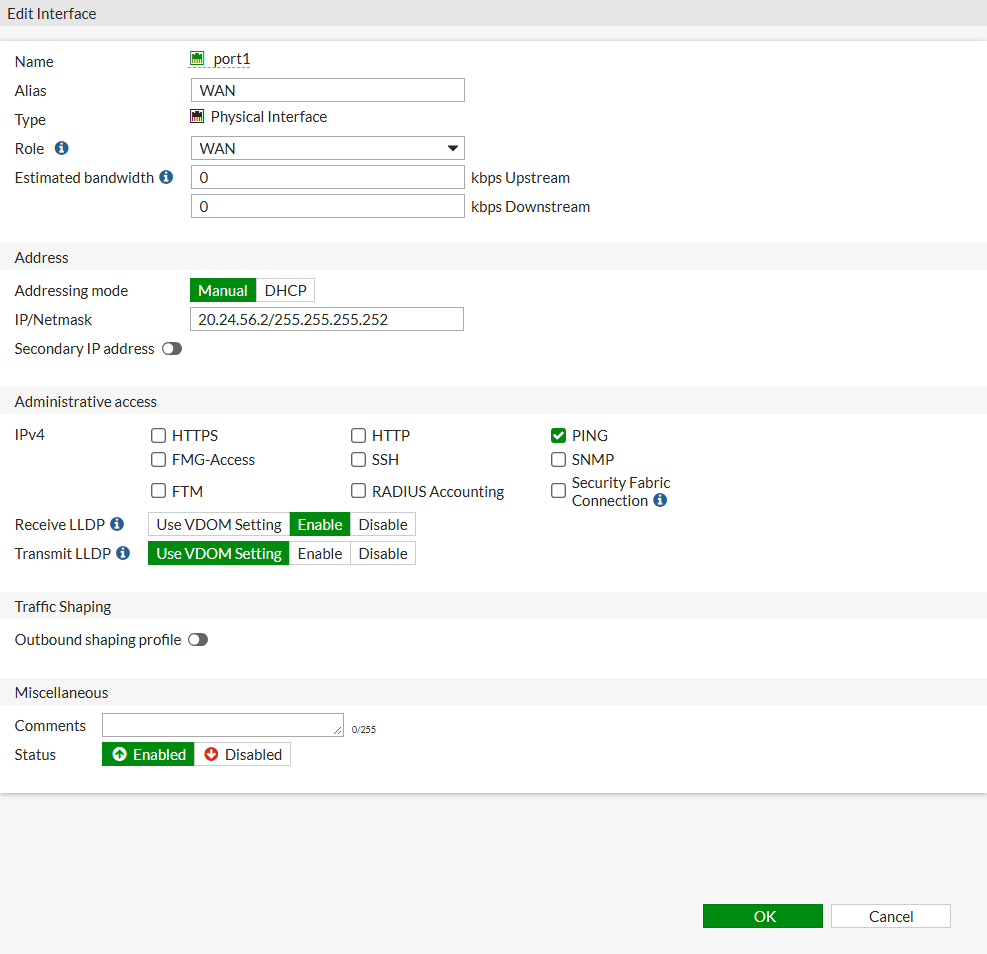 Edit Interface
Name port1
Alias WAN
Type Physical Interface
Role WAN
Estimated bandwidth 0 kbps Upstream
0 kbps Downstream
Address
Addressing mode Manual DHCP
IP/Netmask 20.24.56.2/255.255.255.252
Secondary IP address
Administrative access
IPv4 HTTPS HTTP PING
FMG-Access SSH SNMP
FTM RADIUS Accounting Security Fabric
Connection
Receive LLDP Use VDOM Setting Enable Disable
Transmit LLDP Use VDOM Setting Enable Disable
Traffic Shaping
Outbound shaping profile
Miscellaneous
Comments 0/255
Status Enabled Disabled
OK Cancel